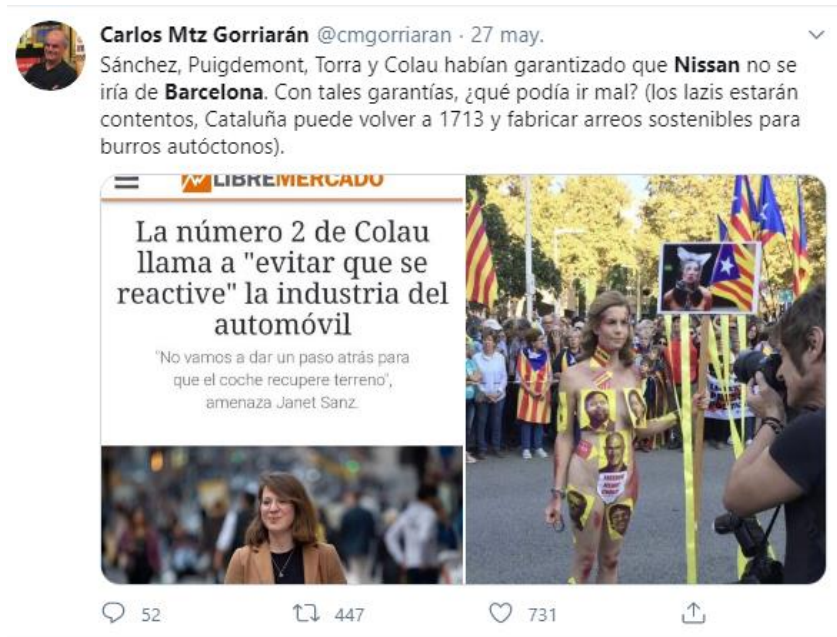 Carlos Mtz Gorriarán @cmgorriaran · 27 may.
Sánchez, Puigdemont, Torra y Colau habían garantizado que Nissan no se
iría de Barcelona. Con tales garantías, ¿qué podía ir mal? (los lazis estarán
contentos, Cataluña puede volver a 1713 y fabricar arreos sostenibles para
burros autóctonos).
LIBREMERCADO
La número 2 de Colau
llama a "evitar que se
reactive" la industria del
automóvil
"No vamos a dar un paso atrás para
que el coche recupere terreno",
amenaza Janet Sanz.
52 447 731